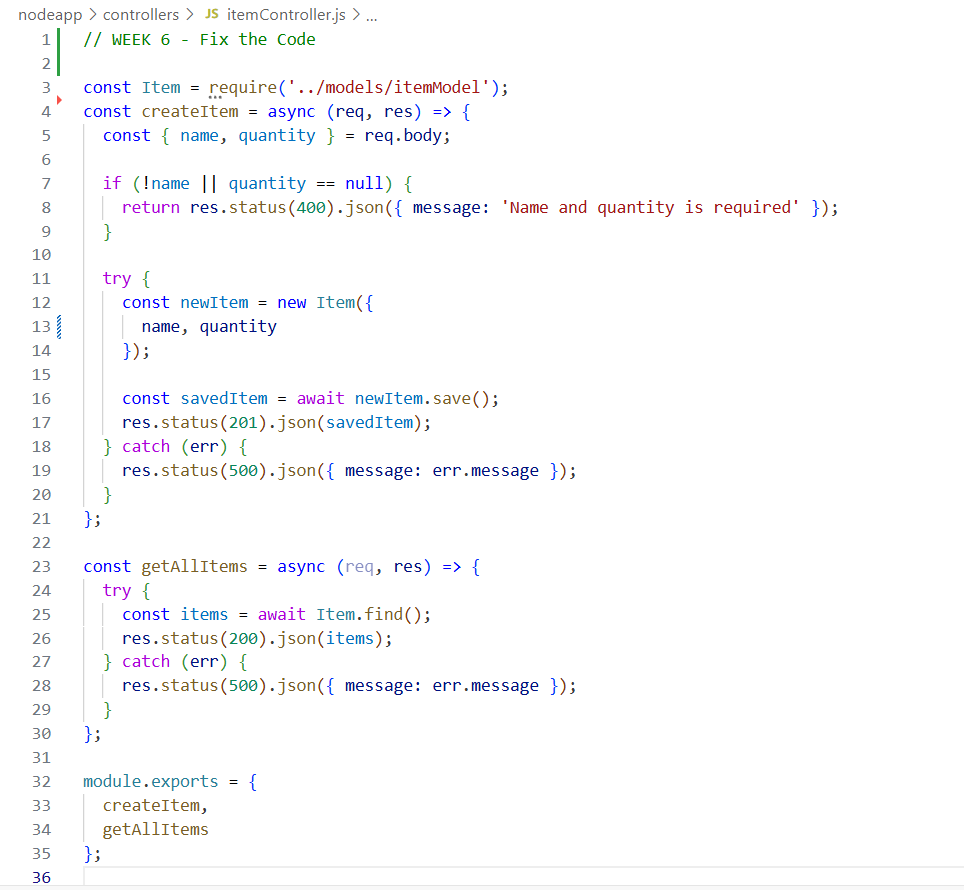 nodeapp > controllers > JS itemController.js > ...
1 // WEEK 6 - Fix the Code
2
3 const Item = require('../models/itemModel');
4 const createItem = async (req, res) => {
5   const { name, quantity } = req.body;
6
7   if (!name || quantity == null) {
8     return res.status(400).json({ message: 'Name and quantity is required' });
9   }
10
11   try {
12     const newItem = new Item({
13       name, quantity
14     });
15
16     const savedItem = await newItem.save();
17     res.status(201).json(savedItem);
18   } catch (err) {
19     res.status(500).json({ message: err.message });
20   }
21 };
22
23 const getAllItems = async (req, res) => {
24   try {
25     const items = await Item.find();
26     res.status(200).json(items);
27   } catch (err) {
28     res.status(500).json({ message: err.message });
29   }
30 };
31
32 module.exports = {
33   createItem,
34   getAllItems
35 };
36